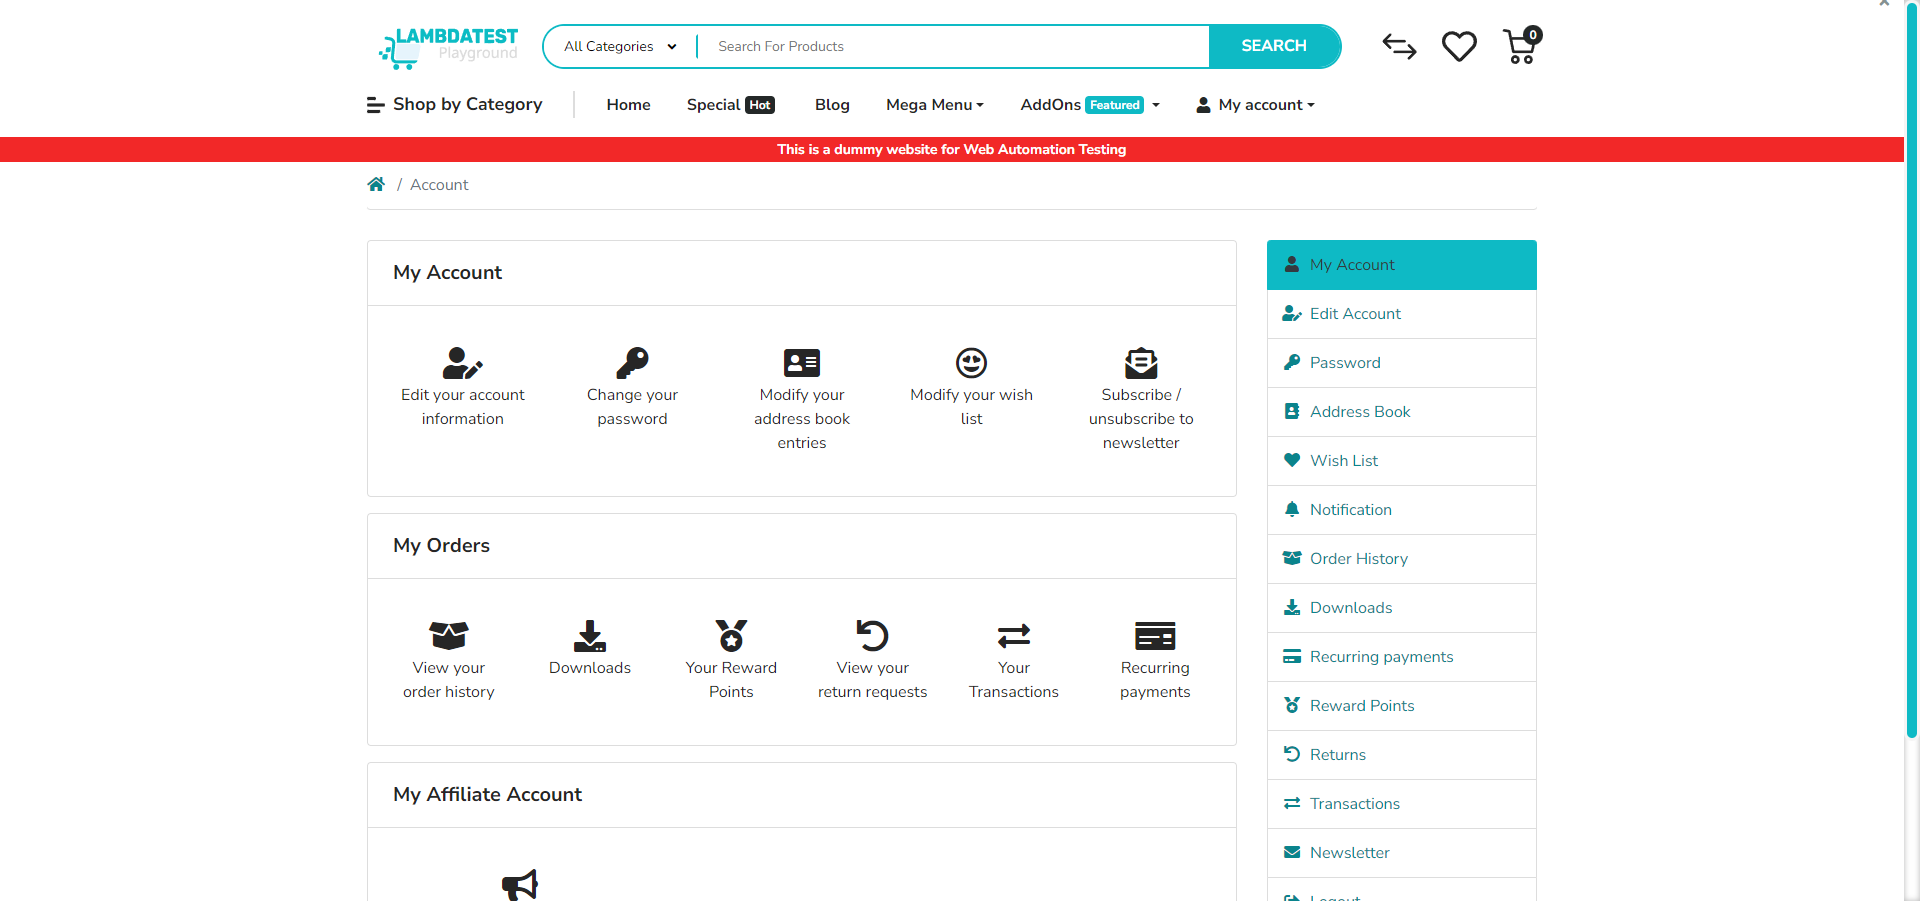 LAMBDATEST
Playground
All Categories
Search For Products
SEARCH
0
Shop by Category
Home
Special Hot
Blog
Mega Menu
AddOns Featured
My account
This is a dummy website for Web Automation Testing
/ Account
My Account
Edit your account
information
Change your
password
Modify your
address book
entries
Modify your wish
list
Subscribe /
unsubscribe to
newsletter
My Orders
View your
order history
Downloads
Your Reward
Points
View your
return requests
Your
Transactions
Recurring
payments
My Affiliate Account
My Account
Edit Account
Password
Address Book
Wish List
Notification
Order History
Downloads
Recurring payments
Reward Points
Returns
Transactions
Newsletter
Logout